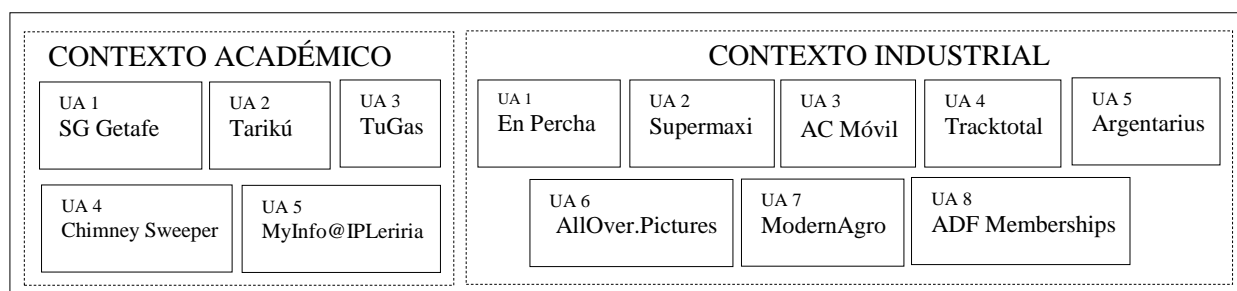 CONTEXTO ACADÉMICO
UA 1
SG Getafe
UA 2
Tarikú
UA 3
TuGas
UA 4
Chimney Sweeper
UA 5
MyInfo@IPLeriria
CONTEXTO INDUSTRIAL
UA 1
En Percha
UA 2
Supermaxi
UA 3
AC Móvil
UA 4
Tracktotal
UA 5
Argentarius
UA 6
AllOver.Pictures
UA 7
ModernAgro
UA 8
ADF Memberships